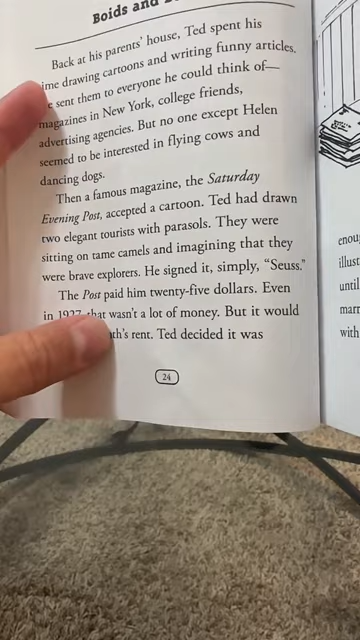 Boids and
Back at his parents' house, Ted spent his
ime drawing cartoons and writing funny articles.
e sent them to everyone he could think of—
magazines in New York, college friends,
advertising agencies. But no one except Helen
seemed to be interested in flying cows and
dancing dogs.
Then a famous magazine, the Saturday
Evening Post, accepted a cartoon. Ted had drawn
two elegant tourists with parasols. They were
sitting on tame camels and imagining that they
were brave explorers. He signed it, simply, "Seuss."
The Post paid him twenty-five dollars. Even
in 1927 that wasn't a lot of money. But it would
th's rent. Ted decided it was
24
enou
illust
until
marr
with